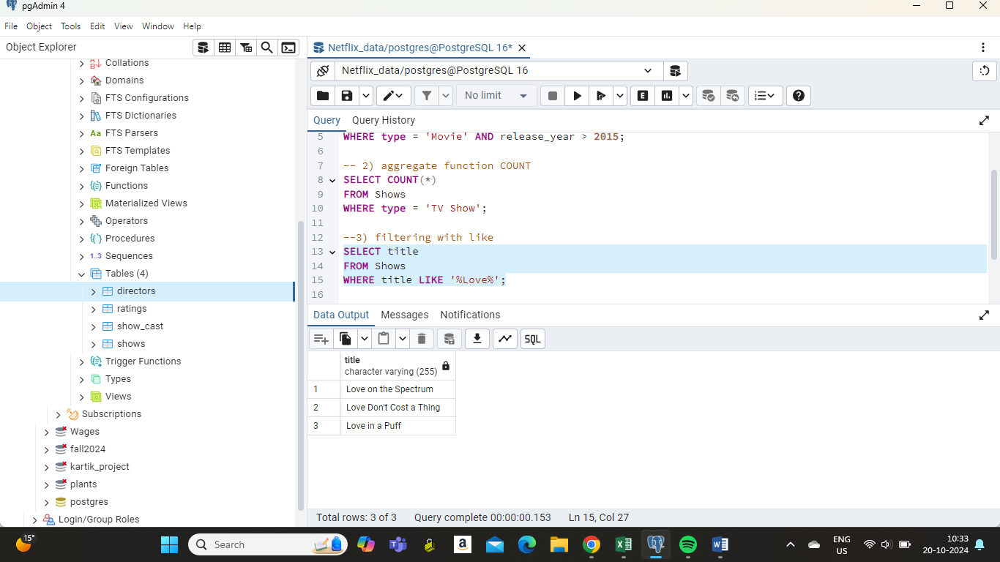 pgAdmin 4
File Object Tools Edit View Window Help
Object Explorer
Collations
Domains
FTS Configurations
FTS Dictionaries
Aa FTS Parsers
FTS Templates
Foreign Tables
Functions
Materialized Views
Operators
Procedures
1..3 Sequences
Tables (4)
directors
ratings
show_cast
shows
Trigger Functions
Types
Views
Subscriptions
Wages
fall2024
kartik_project
plants
postgres
Login/Group Roles
Netflix_data/postgres@PostgreSQL 16*
Netflix_data/postgres@PostgreSQL 16
No limit
E
Query Query History
5 WHERE type = 'Movie' AND release_year > 2015;
6
7 -- 2) aggregate function COUNT
8 SELECT COUNT(*)
9 FROM Shows
10 WHERE type = 'TV Show';
11
12 --3) filtering with like
13 SELECT title
14 FROM Shows
15 WHERE title LIKE '%Love%';
16
Data Output Messages Notifications
SQL
title
character varying (255)
1 Love on the Spectrum
2 Love Don't Cost a Thing
3 Love in a Puff
Total rows: 3 of 3 Query complete 00:00:00.153 Ln 15, Col 27
15°
Search
ENG
US
10:33
20-10-2024